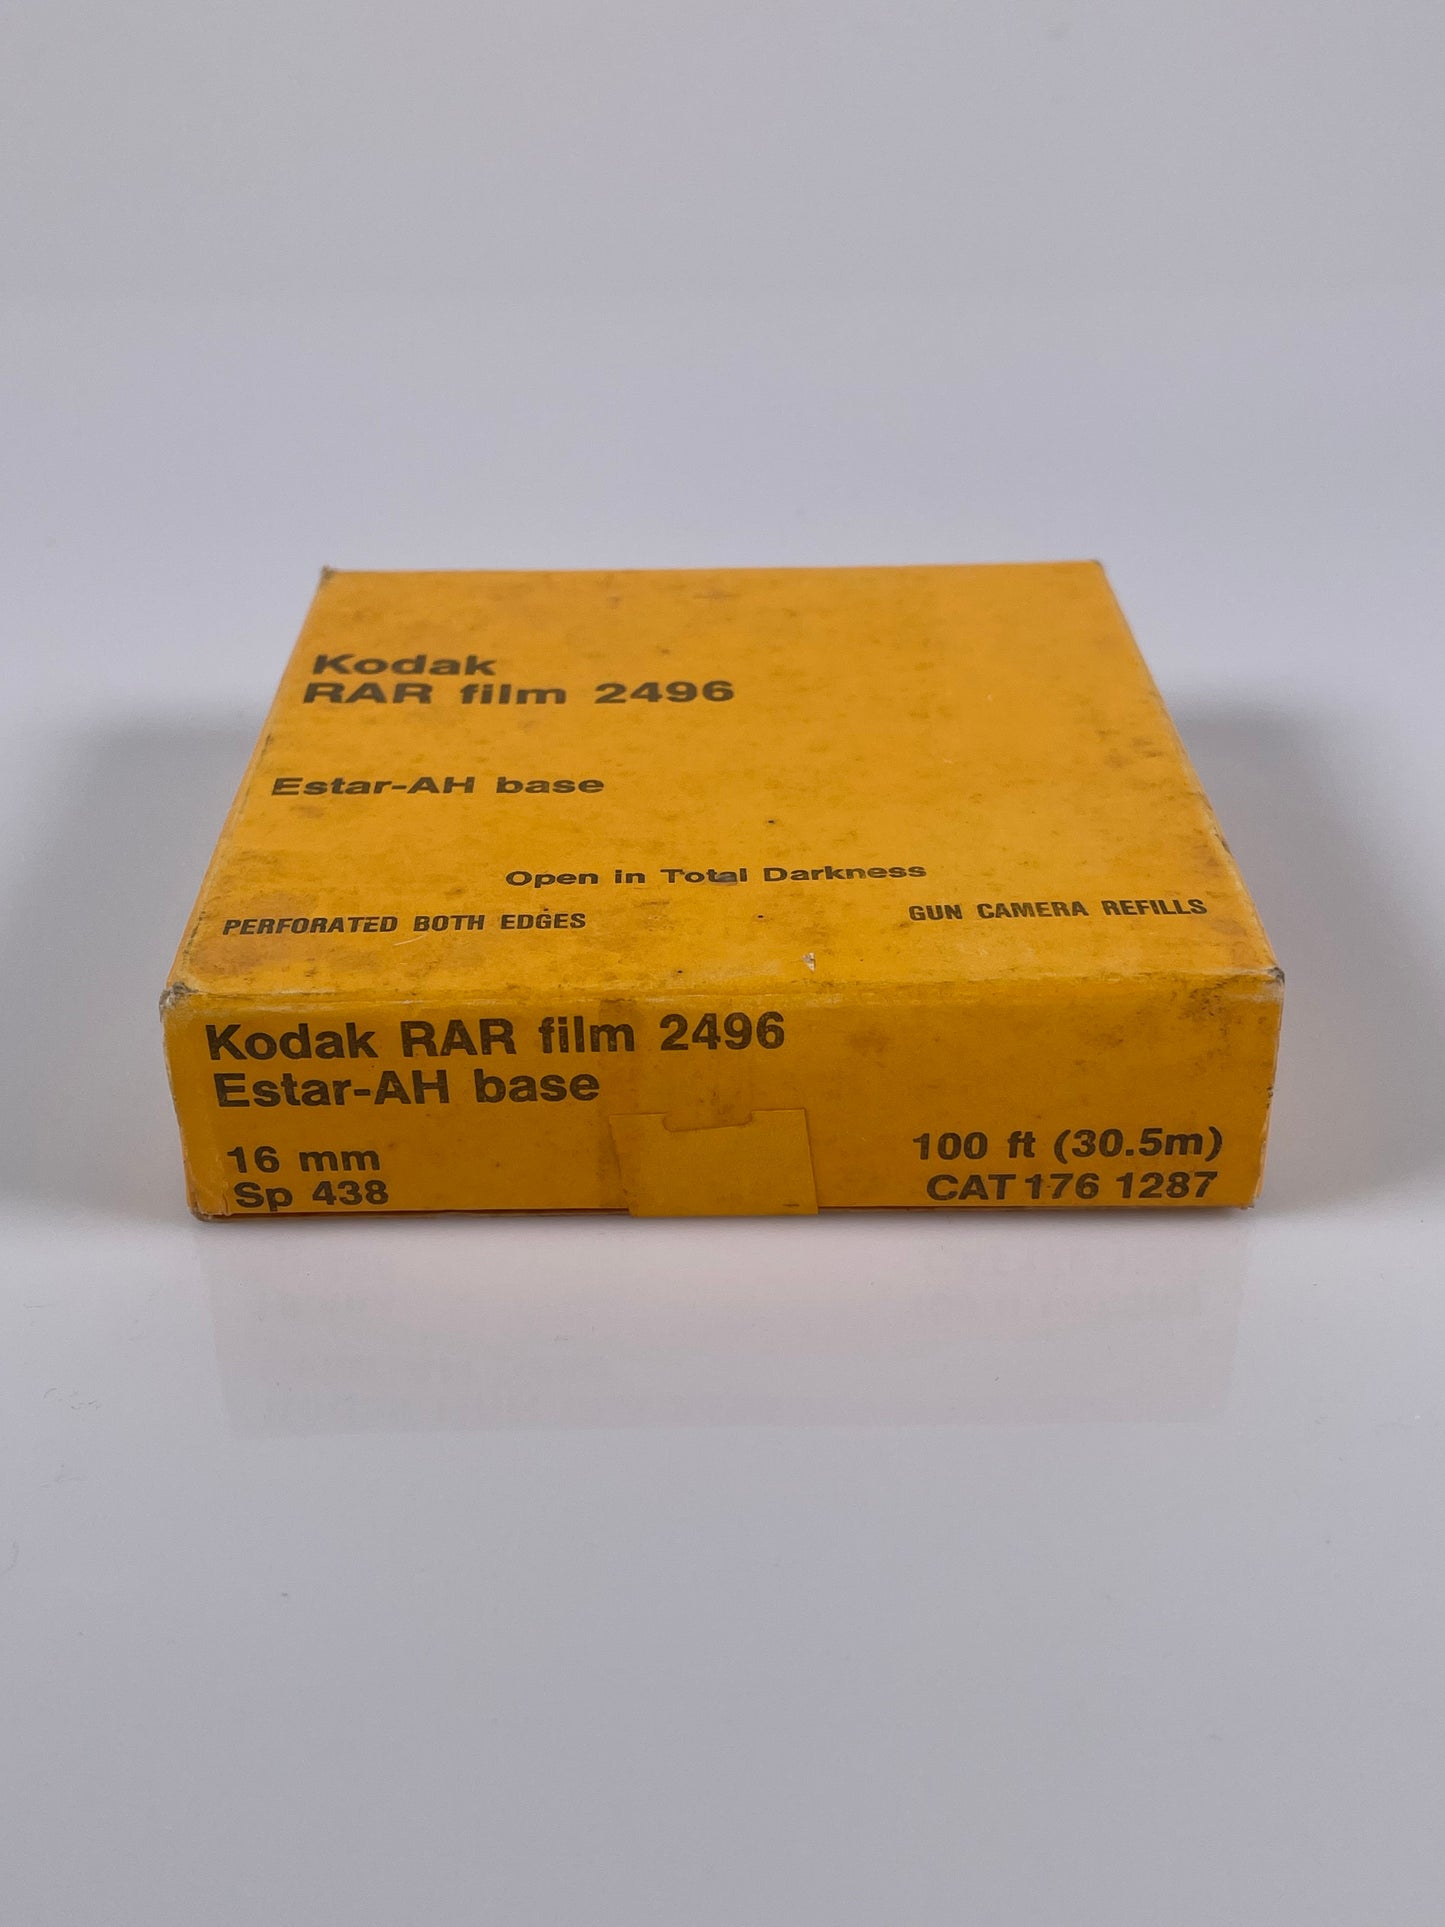 Kodak
RAR film 2496
Estar-AH base
Open in Total Darkness
PERFORATED BOTH EDGES
GUN CAMERA REFILLS
Kodak RAR film 2496
Estar-AH base
16 mm
Sp 438
100 ft (30.5m)
CAT 176 1287